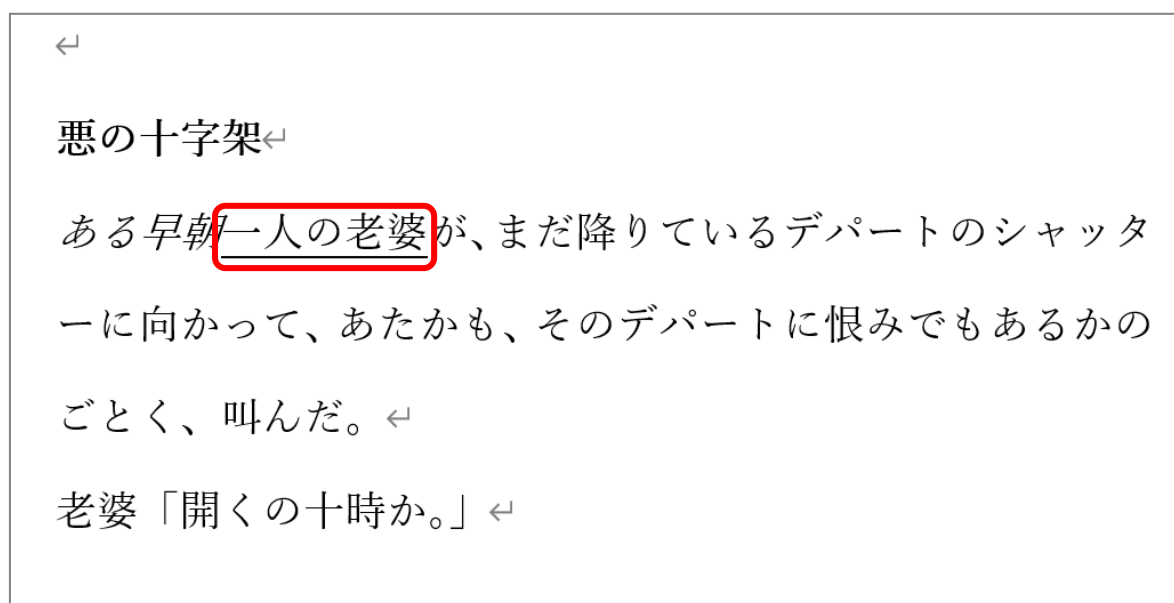 悪の十字架
ある早朝一人の老婆が、まだ降りているデパートのシャッタ
ーに向かって、あたかも、そのデパートに恨みでもあるかの
ごとく、叫んだ。
老婆「開くの十時か。」